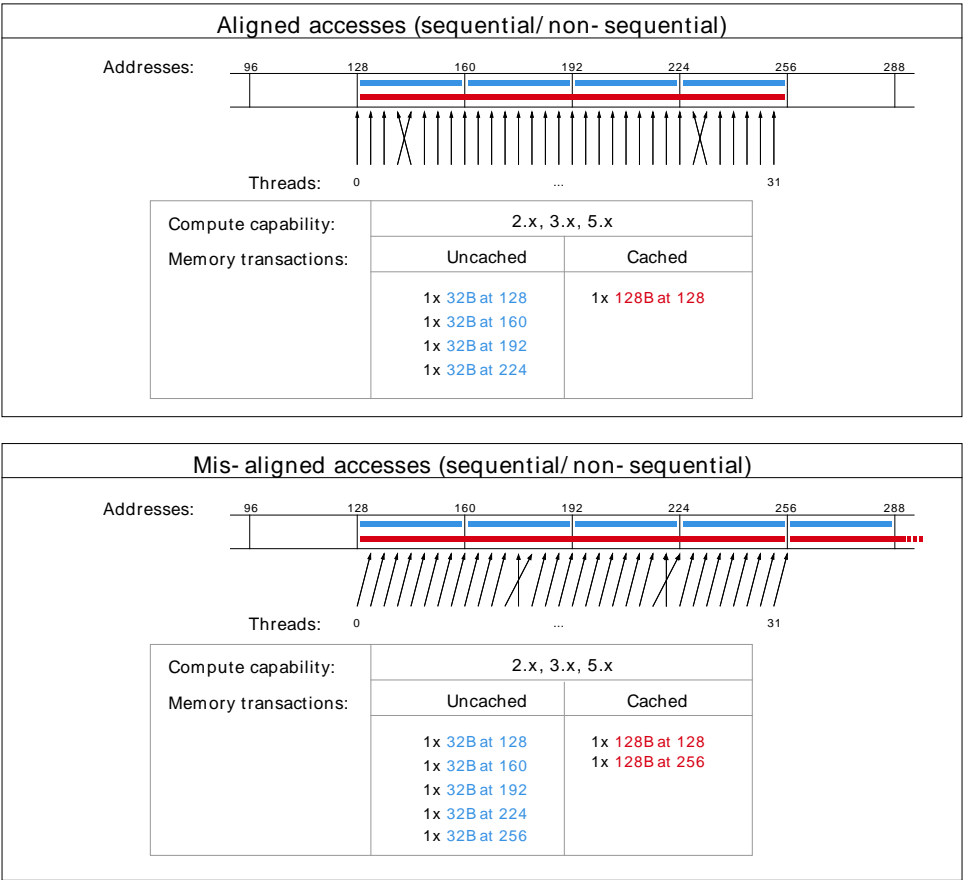 Aligned accesses (sequential/non-sequential)
Addresses: 96 128 160 192 224 256 288
Threads: 0 ... 31
Compute capability: 2.x, 3.x, 5.x
Memory transactions: Uncached Cached
1x 32B at 128 1x 128B at 128
1x 32B at 160
1x 32B at 192
1x 32B at 224
Mis-aligned accesses (sequential/non-sequential)
Addresses: 96 128 160 192 224 256 288
Threads: 0 ... 31
Compute capability: 2.x, 3.x, 5.x
Memory transactions: Uncached Cached
1x 32B at 128 1x 128B at 128
1x 32B at 160 1x 128B at 256
1x 32B at 192
1x 32B at 224
1x 32B at 256